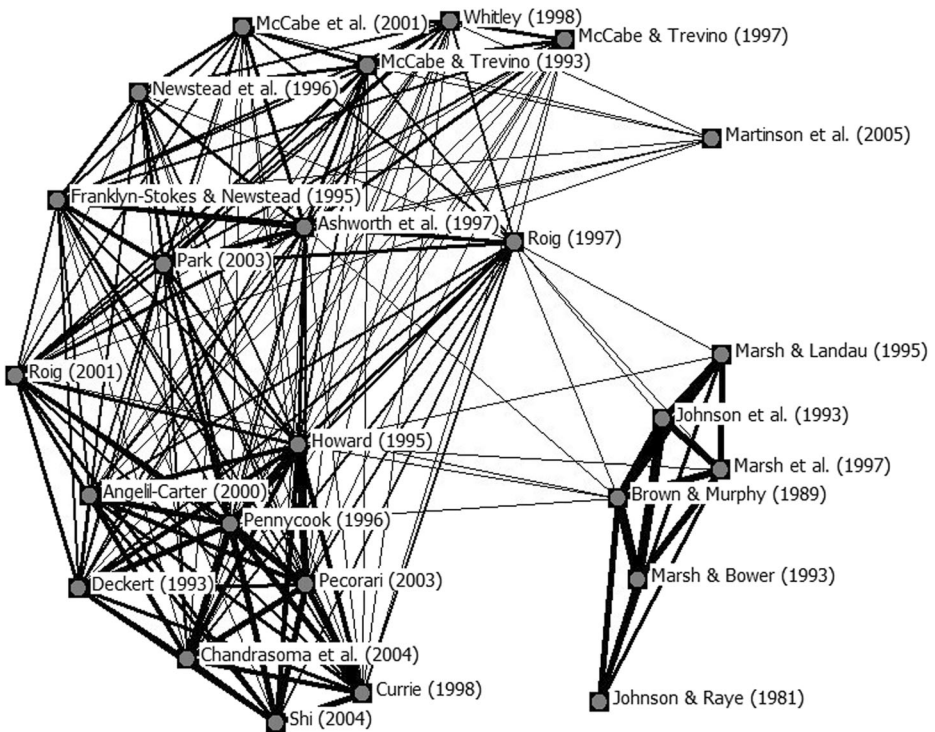 McCabe et al. (2001)
Whitley (1998)
McCabe & Trevino (1997)
McCabe & Trevino (1993)
Newstead et al. (1996)
Martinson et al. (2005)
Franklyn-Stokes & Newstead (1995)
Ashworth et al. (1997)
Roig (1997)
Park (2003)
Marsh & Landau (1995)
Roig (2001)
Johnson et al. (1993)
Howard (1995)
Marsh et al. (1997)
Angelil-Carter (2000)
Brown & Murphy (1989)
Pennycook (1996)
Marsh & Bower (1993)
Deckert (1993)
Pecorari (2003)
Chandrasoma et al. (2004)
Currie (1998)
Johnson & Raye (1981)
Shi (2004)